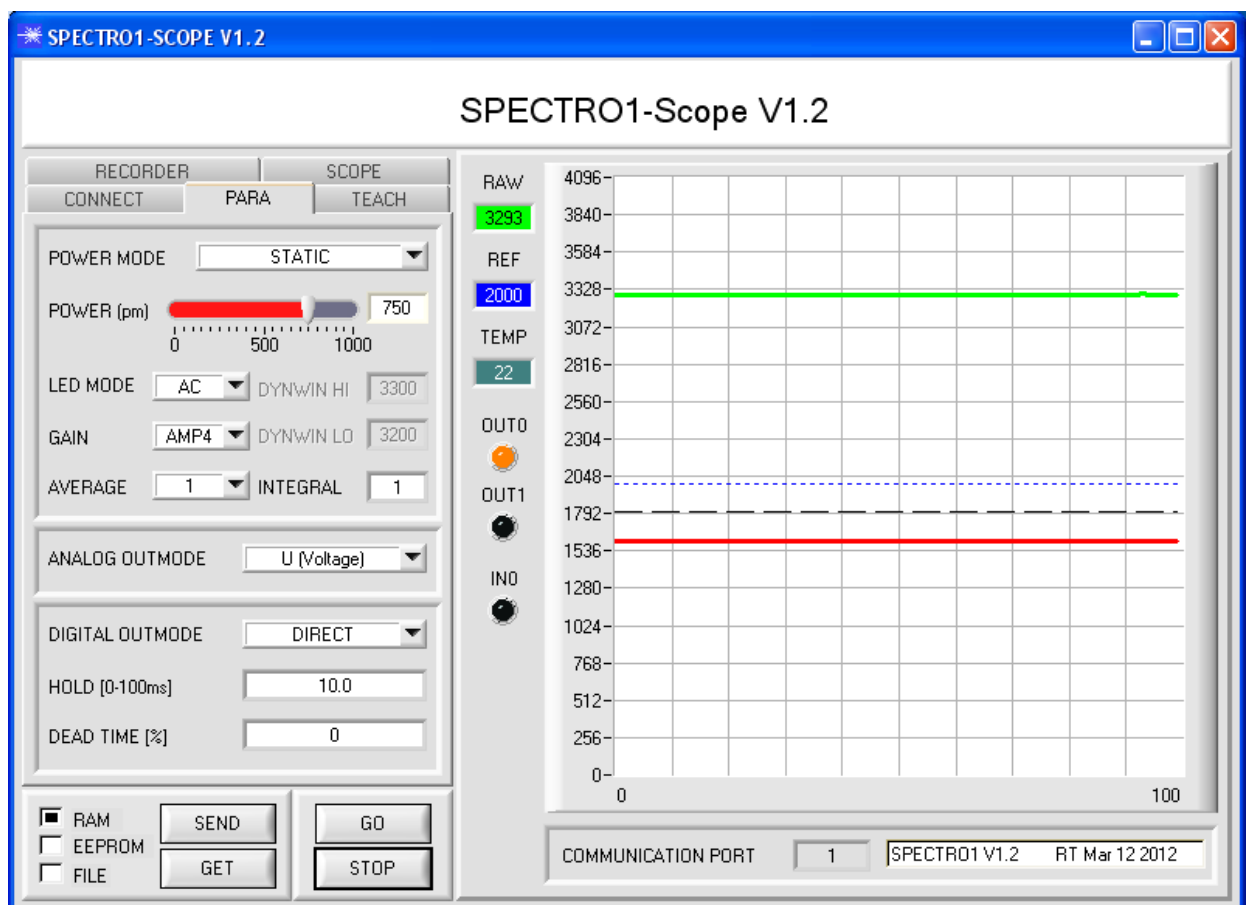 SPECTRO1-SCOPE V1.2
SPECTRO1-Scope V1.2
RECORDER SCOPE
CONNECT PARA TEACH
POWER MODE STATIC
POWER (pm) 750
0 500 1000
LED MODE AC DYNWIN HI 3300
GAIN AMP4 DYNWIN LO 3200
AVERAGE 1 INTEGRAL 1
ANALOG OUTMODE U (Voltage)
DIGITAL OUTMODE DIRECT
HOLD [0-100ms] 10.0
DEAD TIME [%] 0
RAM
EEPROM
FILE
SEND
GET
GO
STOP
RAW
3293
REF
2000
TEMP
22
OUT0
OUT1
IN0
4096
3840
3584
3328
3072
2816
2560
2304
2048
1792
1536
1280
1024
768
512
256
0
0 100
COMMUNICATION PORT 1 SPECTRO1 V1.2 RT Mar 12 2012